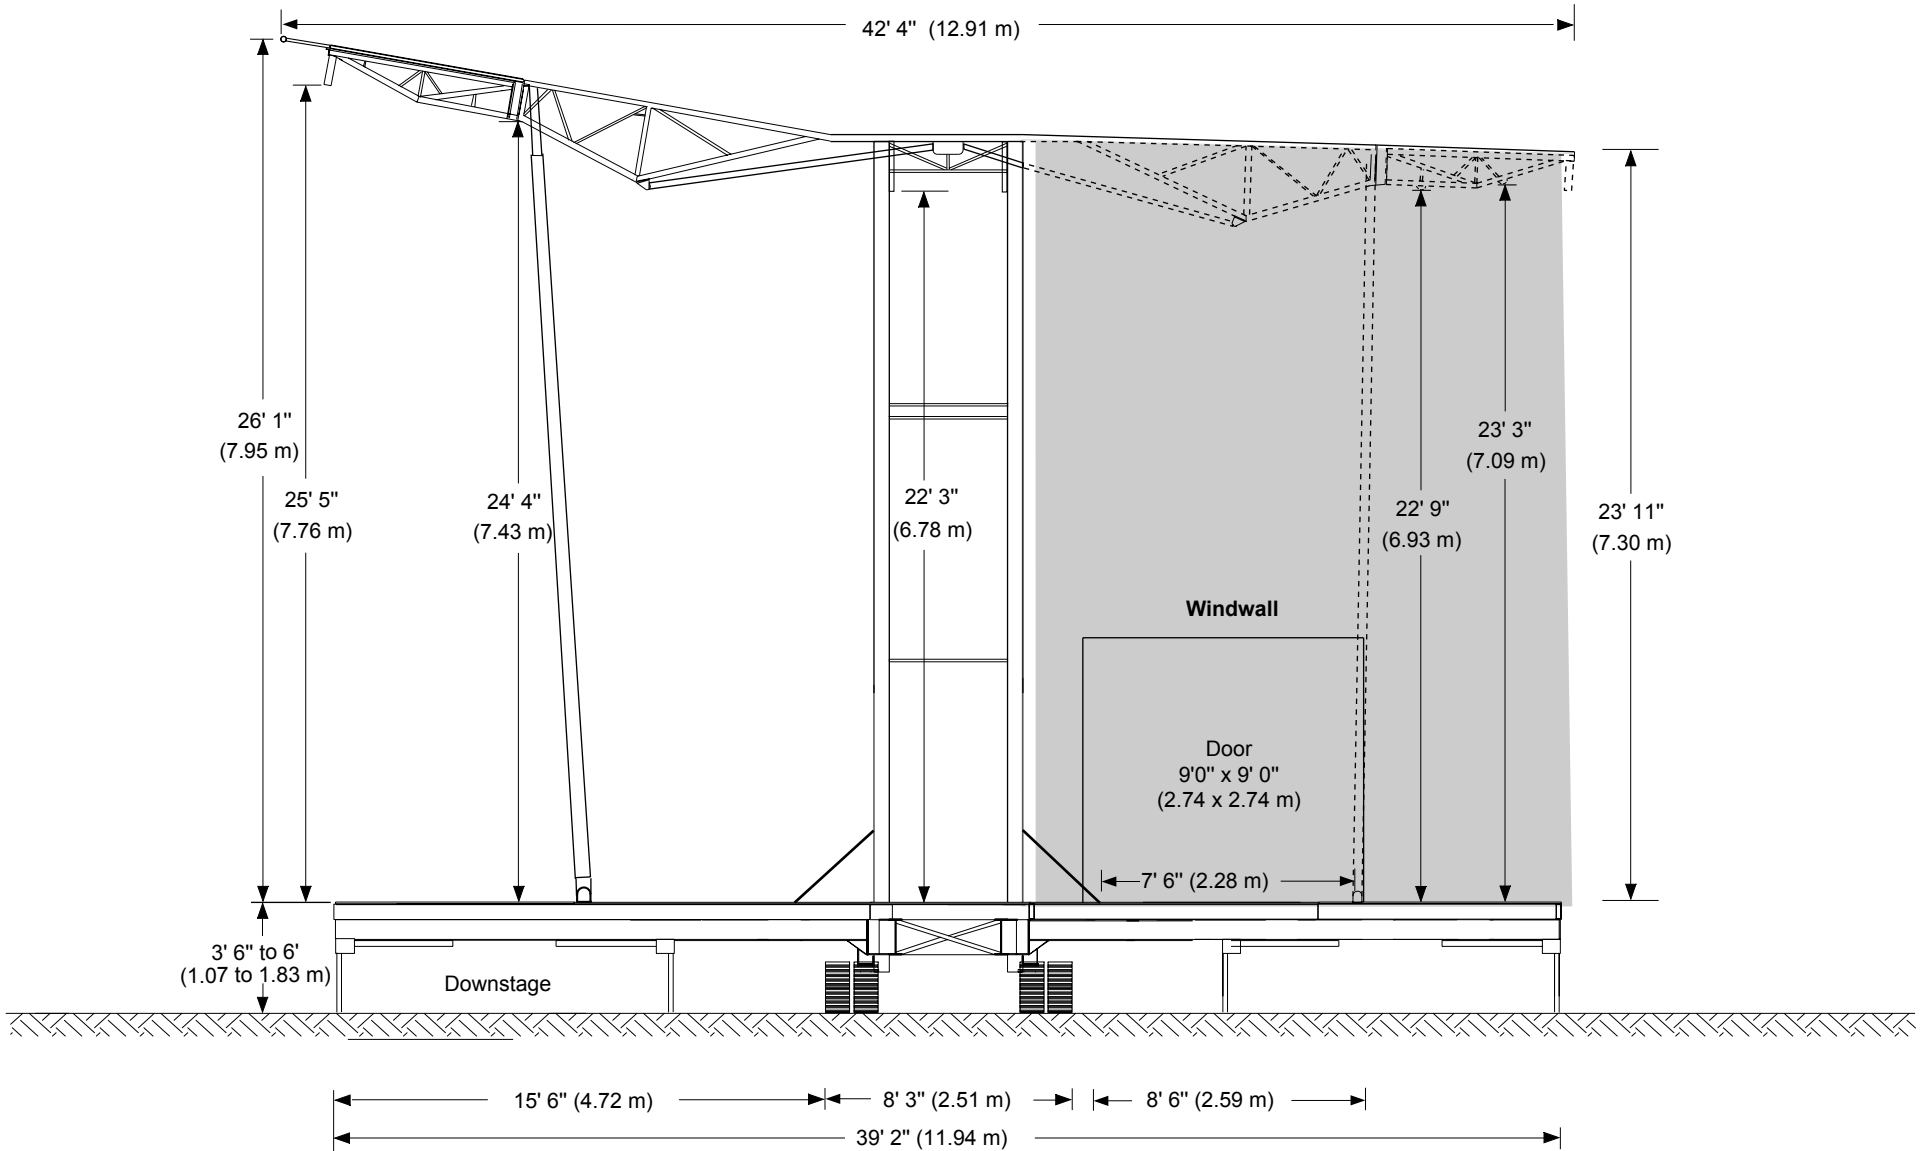 42' 4" (12.91 m)
26' 1"
(7.95 m)
25' 5"
(7.76 m)
24' 4"
(7.43 m)
22' 3"
(6.78 m)
23' 3"
(7.09 m)
22' 9"
(6.93 m)
23' 11"
(7.30 m)
Windwall
Door
9'0" x 9' 0"
(2.74 x 2.74 m)
7' 6" (2.28 m)
3' 6" to 6'
(1.07 to 1.83 m)
Downstage
15' 6" (4.72 m)
8' 3" (2.51 m)
8' 6" (2.59 m)
39' 2" (11.94 m)